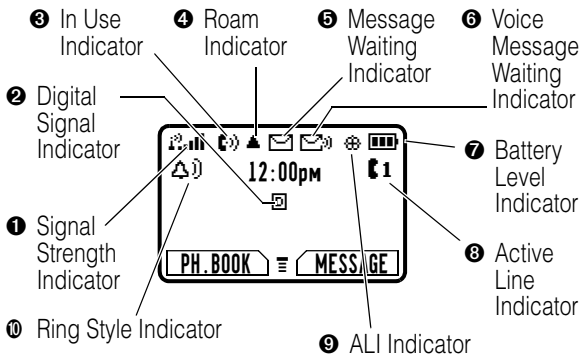 ❸ In Use
Indicator
❹ Roam
Indicator
❺ Message
Waiting
Indicator
❻ Voice
Message
Waiting
Indicator
❷ Digital
Signal
Indicator
❶ Signal
Strength
Indicator
12:00PM
1
D
PH.BOOK
MESSAGE
❼ Battery
Level
Indicator
❽ Active
Line
Indicator
❿ Ring Style Indicator
❾ ALI Indicator